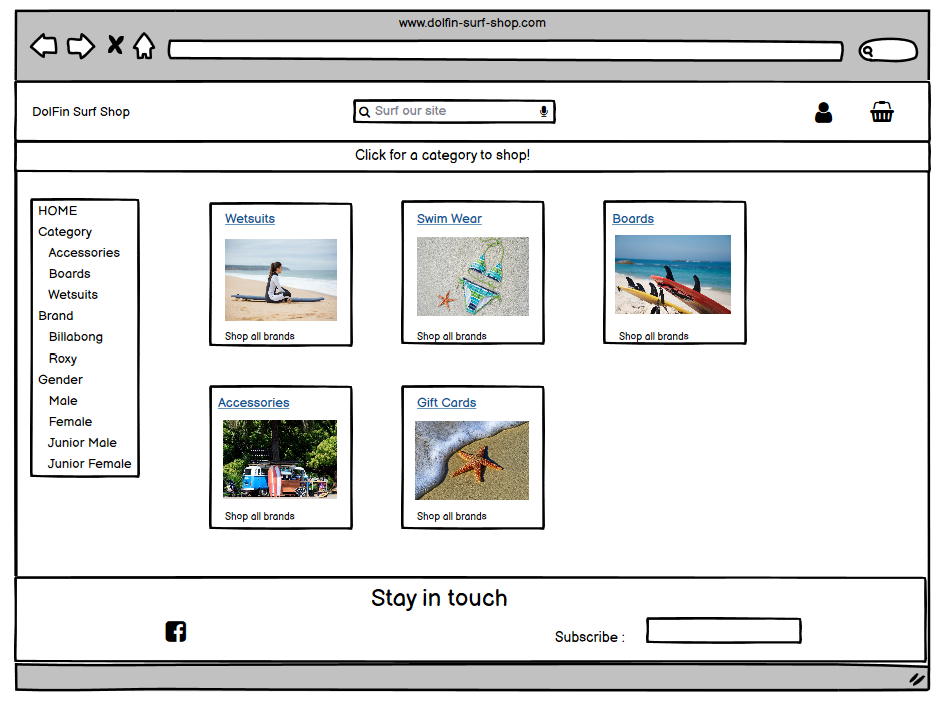 www.dolfin-surf-shop.com
DolFin Surf Shop
Surf our site
Click for a category to shop!
HOME
Category
Accessories
Boards
Wetsuits
Brand
Billabong
Roxy
Gender
Male
Female
Junior Male
Junior Female
Wetsuits
Shop all brands
Swim Wear
Shop all brands
Boards
Shop all brands
Accessories
Shop all brands
Gift Cards
Shop all brands
Stay in touch
Subscribe :